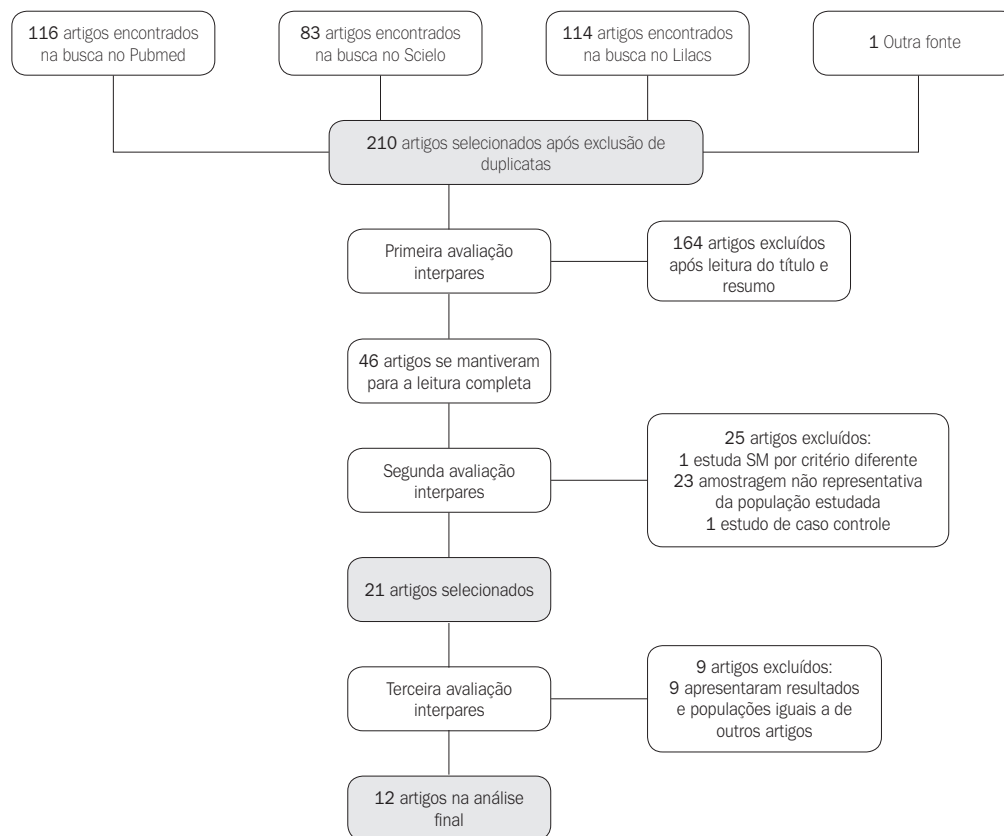 116 artigos encontrados
na busca no Pubmed
83 artigos encontrados
na busca no Scielo
114 artigos encontrados
na busca no Lilacs
1 Outra fonte
210 artigos selecionados após exclusão de
duplicatas
Primeira avaliação
interpares
164 artigos excluídos
após leitura do título e
resumo
46 artigos se mantiveram
para a leitura completa
Segunda avaliação
interpares
25 artigos excluídos:
1 estuda SM por critério diferente
23 amostragem não representativa
da população estudada
1 estudo de caso controle
21 artigos selecionados
Terceira avaliação
interpares
9 artigos excluídos:
9 apresentaram resultados
e populações iguais a de
outros artigos
12 artigos na análise
final